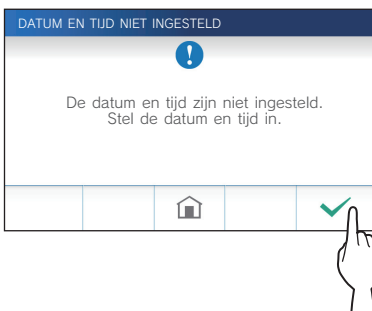 DATUM EN TIJD NIET INGESTELD
De datum en tijd zijn niet ingesteld.
Stel de datum en tijd in.